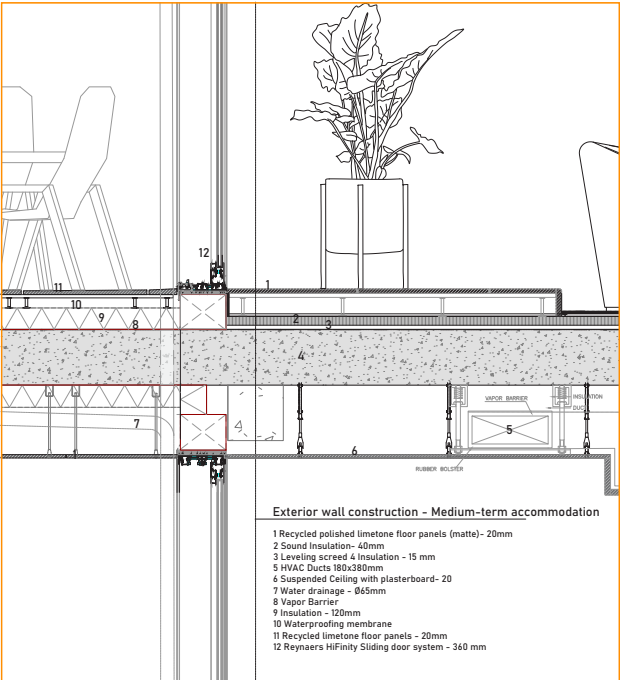 12
11
1
10
9
8
2
3
4
7
6
VAPOR BARRIER
INSULATION
DUCT
5
RUBBER BOLSTER
1
Exterior wall construction - Medium-term accommodation
1 Recycled polished limetone floor panels (matte)- 20mm
2 Sound Insulation- 40mm
3 Leveling screed 4 Insulation - 15 mm
5 HVAC Ducts 180x380mm
6 Suspended Ceiling with plasterboard- 20
7 Water drainage - Ø65mm
8 Vapor Barrier
9 Insulation - 120mm
10 Waterproofing membrane
11 Recycled limetone floor panels - 20mm
12 Reynaers HiFinity Sliding door system - 360 mm